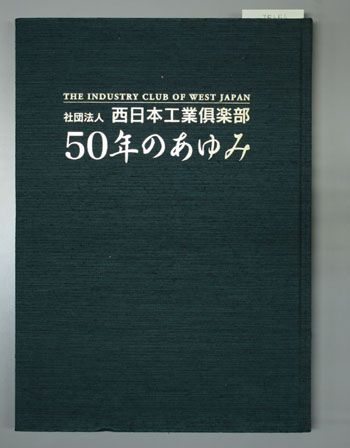 THE INDUSTRY CLUB OF WEST JAPAN
社団法人 西日本工業倶楽部
50年のあゆみ